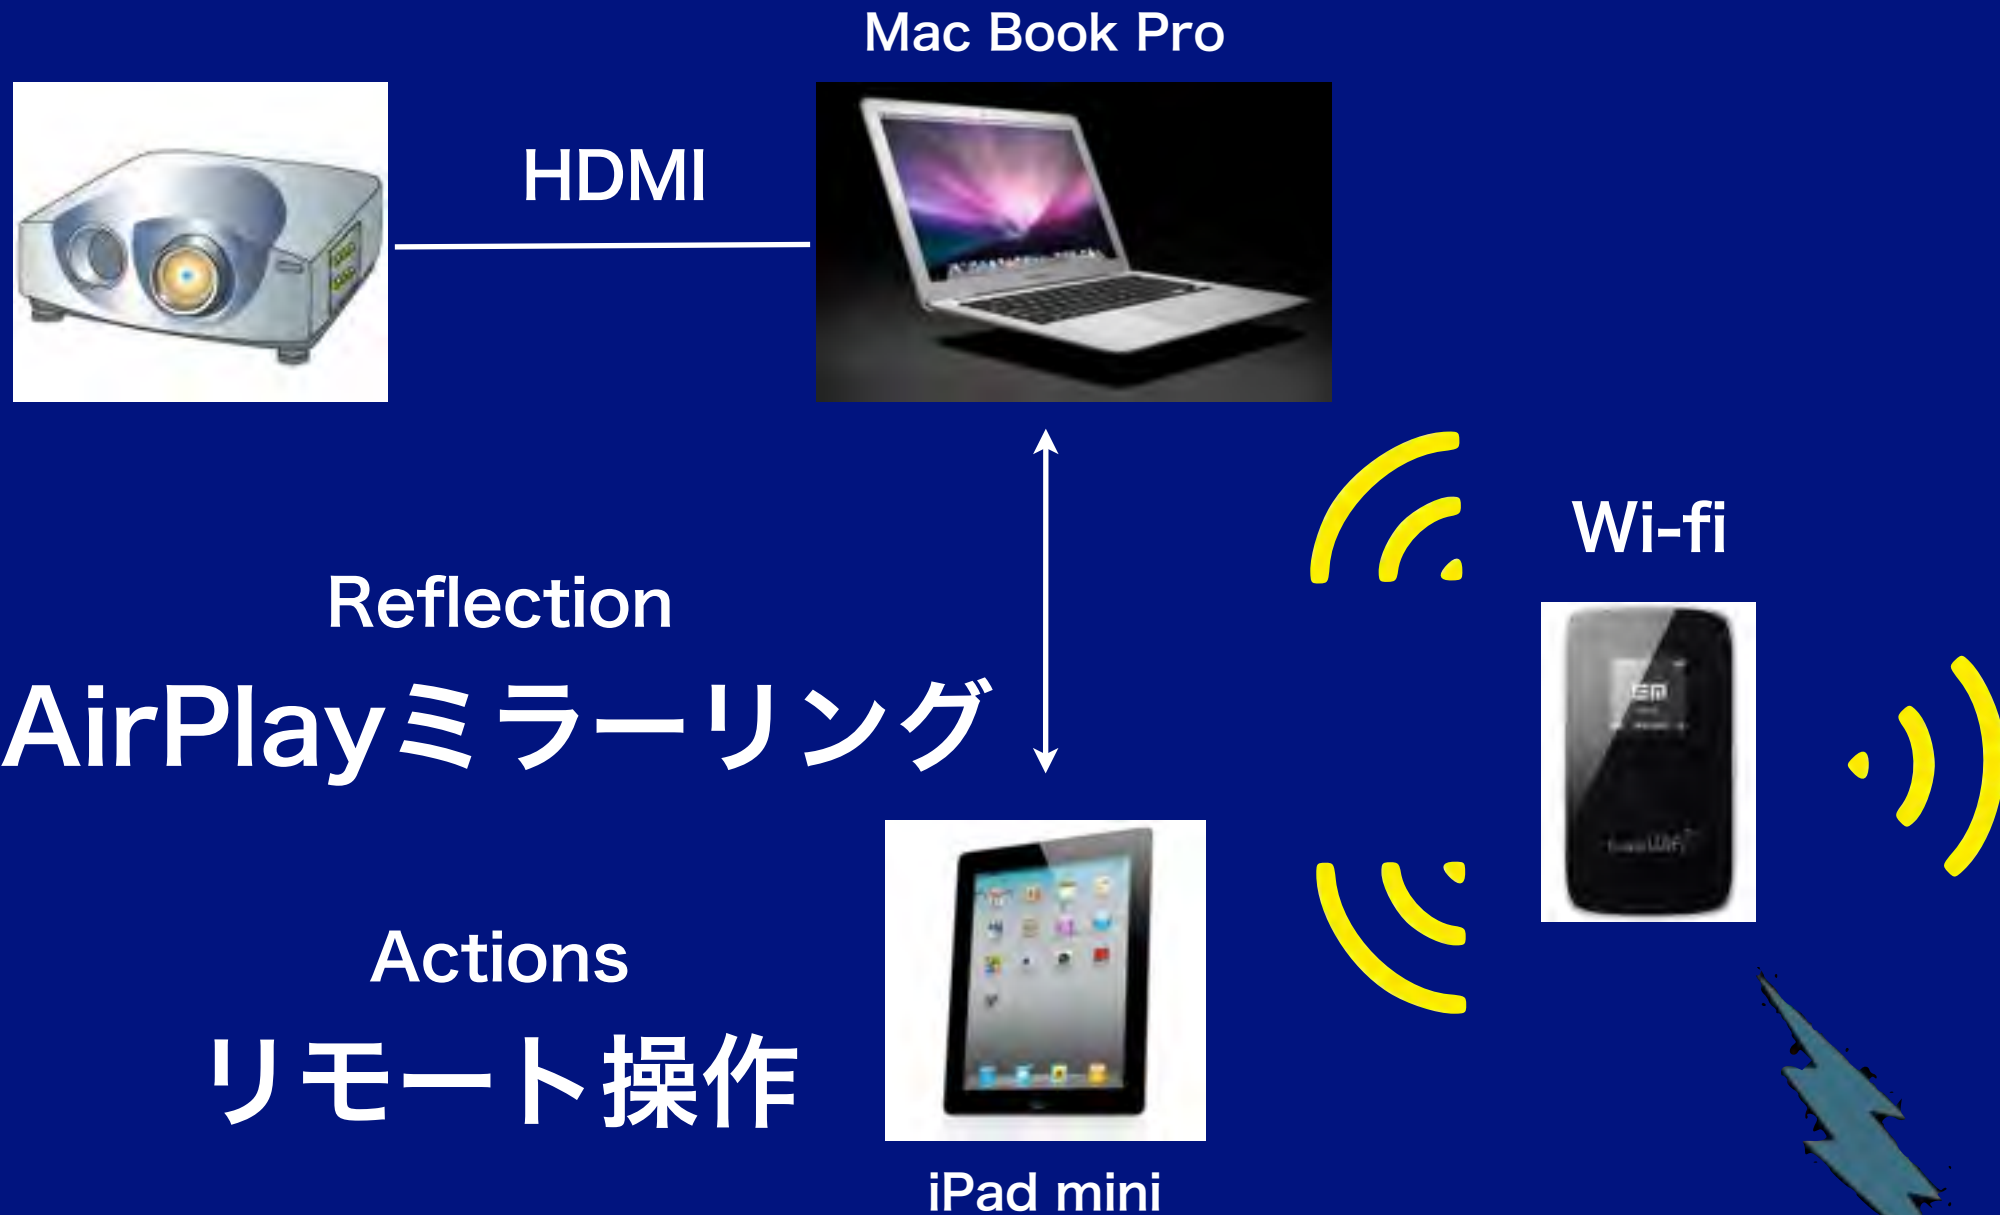 Mac Book Pro
HDMI
Wi-fi
Reflection
AirPlayミラーリング
Actions
リモート操作
iPad mini